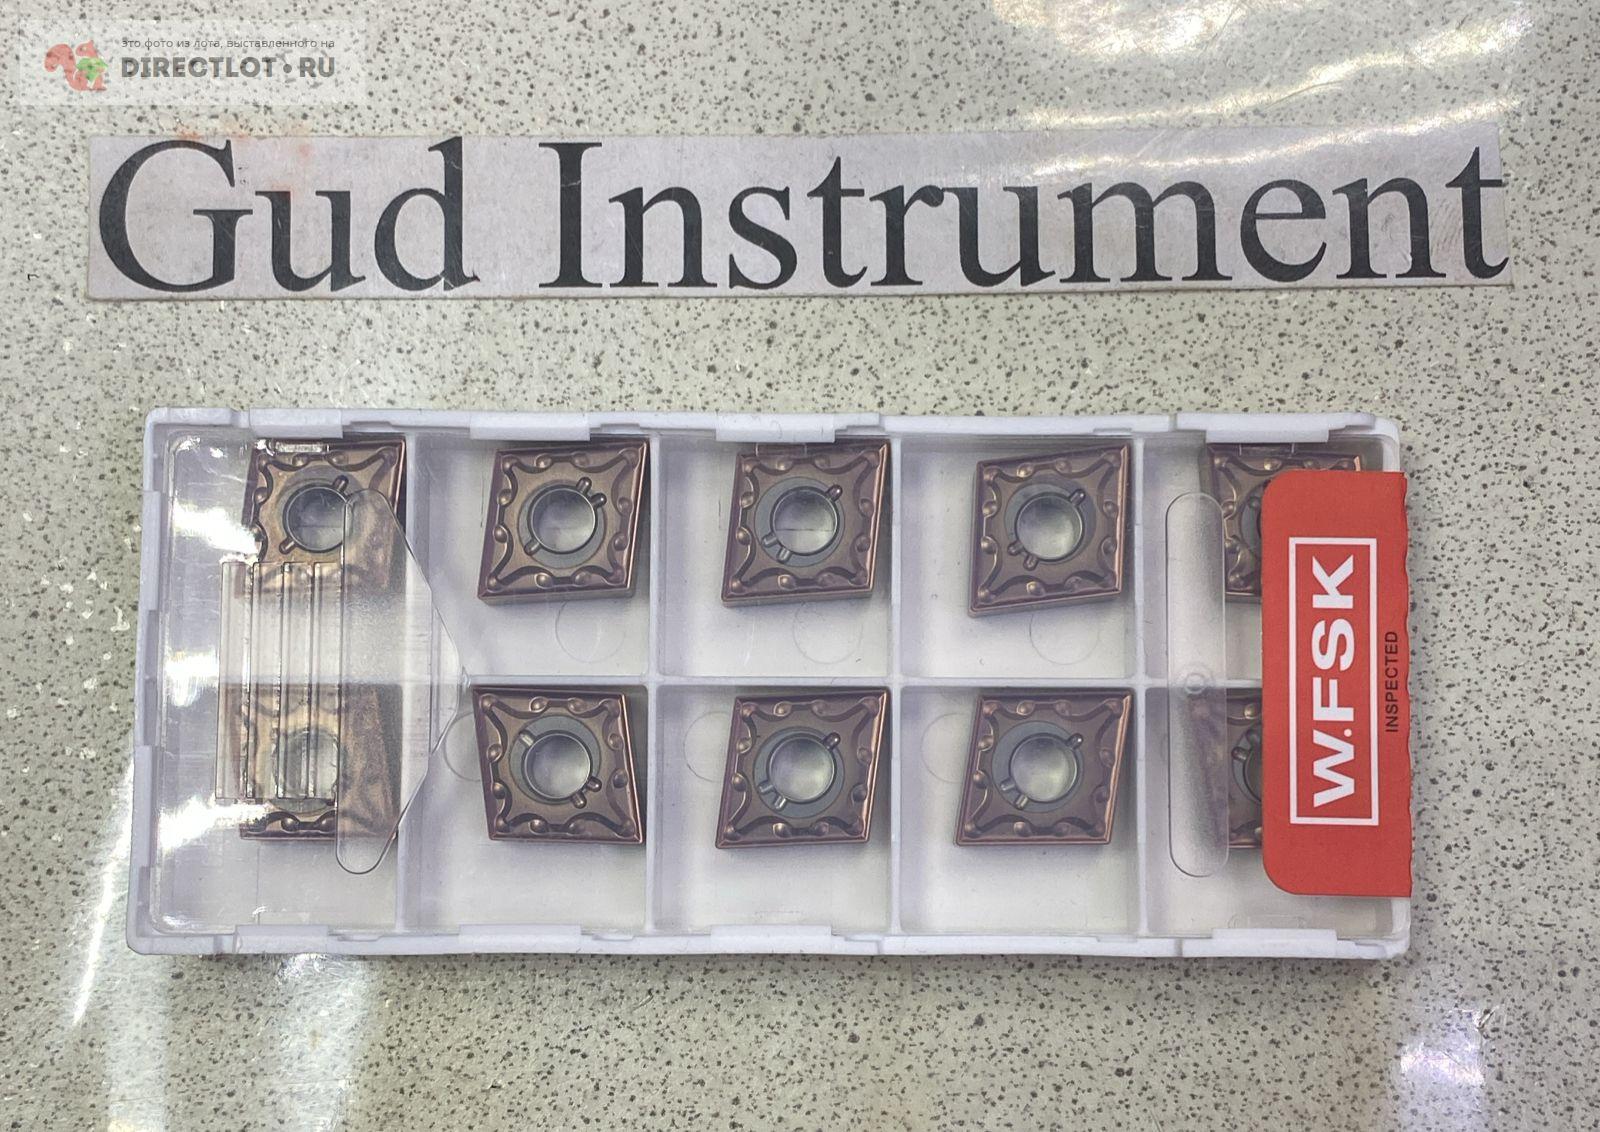 Это фото из лота, выставленного на
DIRECTLOT.RU
Gud Instrument
W.FSK
INSPECTED